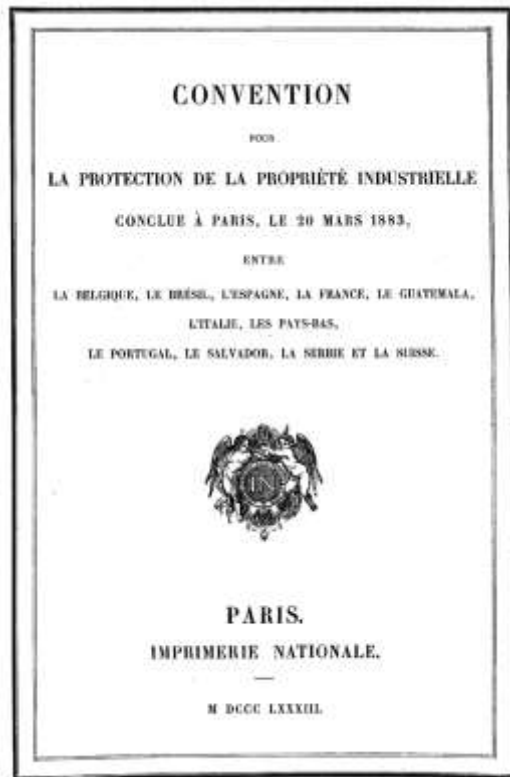 CONVENTION
POUR
LA PROTECTION DE LA PROPRIÉTÉ INDUSTRIELLE
CONCLUE À PARIS, LE 20 MARS 1883,
ENTRE
LA BELGIQUE, LE BRÉSIL, L'ESPAGNE, LA FRANCE, LE GUATEMALA,
L'ITALIE, LES PAYS-BAS,
LE PORTUGAL, LE SALVADOR, LA SERBIE ET LA SUISSE.
IN
PARIS.
IMPRIMERIE NATIONALE.
M DCCC LXXXIII.